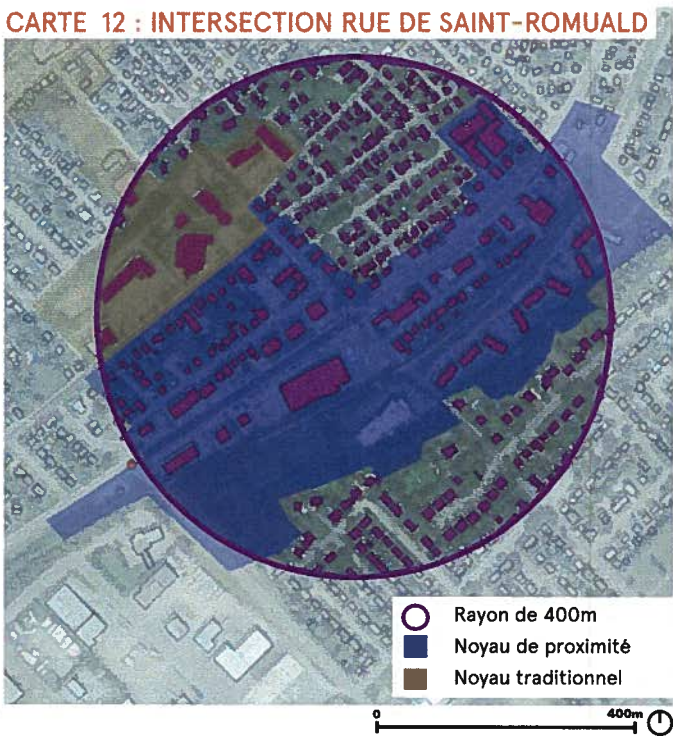 CARTE 12 : INTERSECTION RUE DE SAINT-ROMUALD
Rayon de 400m
Noyau de proximité
Noyau traditionnel
0 400m